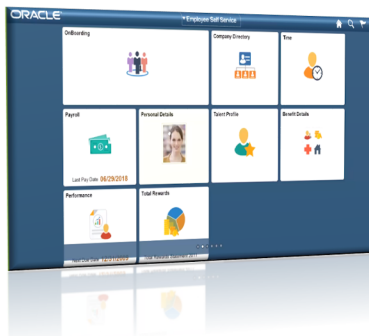 ORACLE
Employee Self Service
OnBoarding
Company Directory
Time
Payroll
Last Pay Date 06/29/2018
Personal Details
Talent Profile
Benefit Details
Performance
Total Rewards